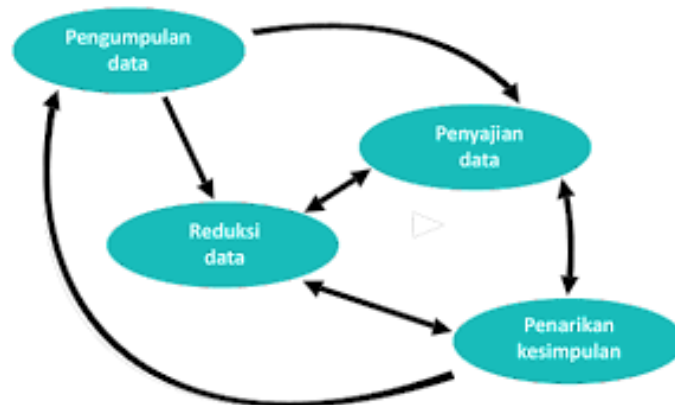 Pengumpulan
data
Penyajian
data
Reduksi
data
Penarikan
kesimpulan